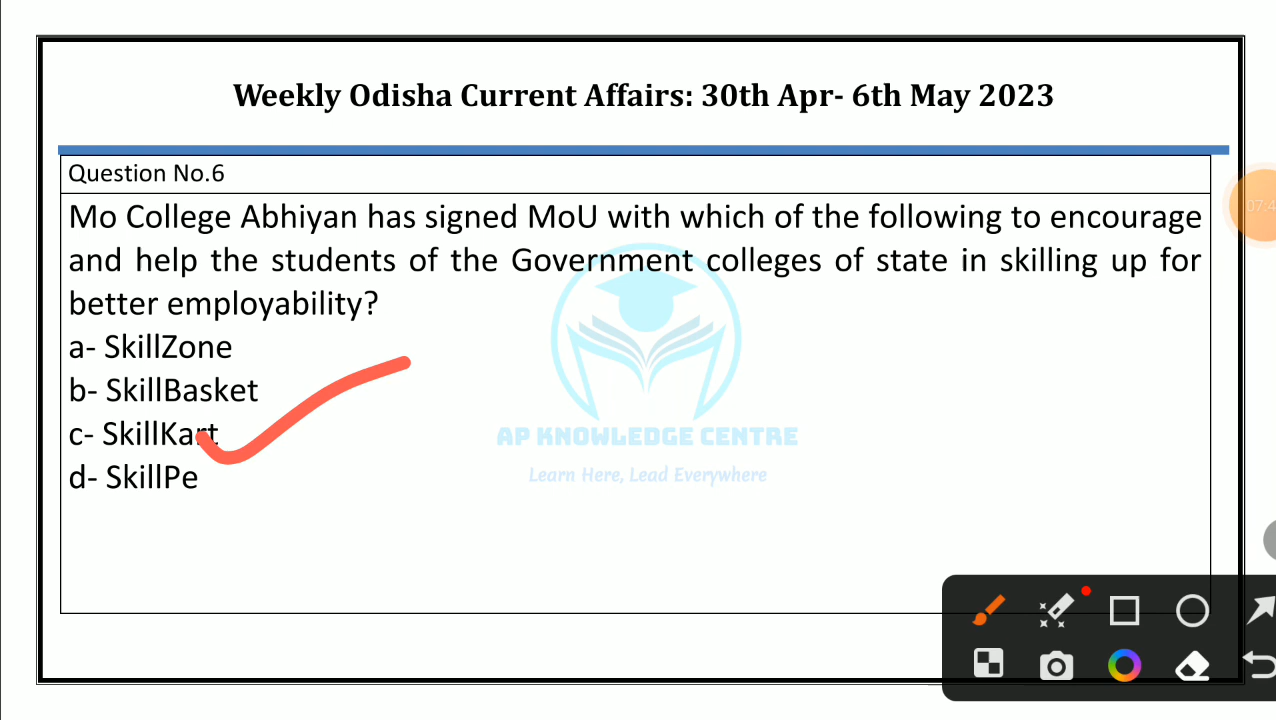 Weekly Odisha Current Affairs: 30th Apr- 6th May 2023
Question No.6
Mo College Abhiyan has signed MoU with which of the following to encourage
and help the students of the Government colleges of state in skilling up for
better employability?
a- SkillZone
b- SkillBasket
c- SkillKart
d- SkillPe
AP KNOWLEDGE CENTRE
Learn Here, Lead Everywhere
07:4